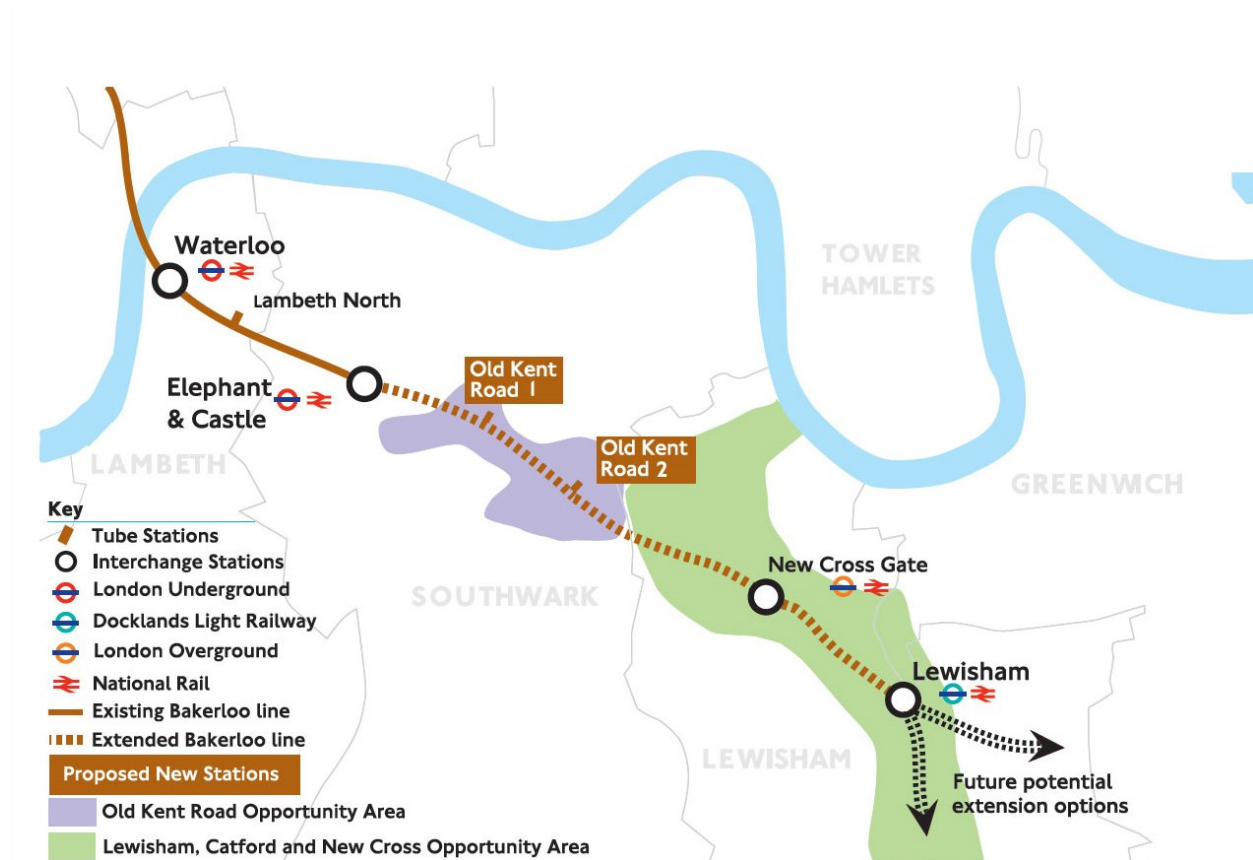 Waterloo
Lambeth North
Elephant
& Castle
Old Kent
Road 1
Old Kent
Road 2
TOWER
HAMLETS
LAMBETH
GREENWICH
SOUTHWARK
New Cross Gate
Lewisham
LEWISHAM
Future potential
extension options
Key
Tube Stations
Interchange Stations
London Underground
Docklands Light Railway
London Overground
National Rail
Existing Bakerloo line
Extended Bakerloo line
Proposed New Stations
Old Kent Road Opportunity Area
Lewisham, Catford and New Cross Opportunity Area